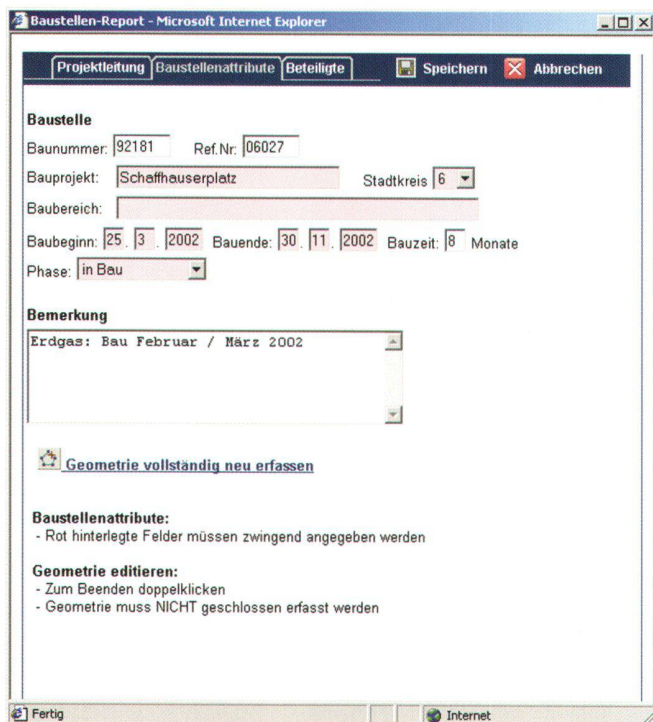 Baustellen-Report - Microsoft Internet Explorer
Projektleitung Baustellenattribute Beteiligte Speichern Abbrechen
Baustelle
Baunummer: 92181 Ref.Nr: 06027
Bauprojekt: Schaffhauserplatz Stadtkreis 6
Baubereich:
Baubeginn: 25 . 3 . 2002 Bauende: 30 . 11 . 2002 Bauzeit: 8 Monate
Phase: in Bau
Bemerkung
Erdgas: Bau Februar / März 2002
Geometrie vollständig neu erfassen
Baustellenattribute:
- Rot hinterlegte Felder müssen zwingend angegeben werden
Geometrie editieren:
- Zum Beenden doppelklicken
- Geometrie muss NICHT geschlossen erfasst werden
Fertig Internet